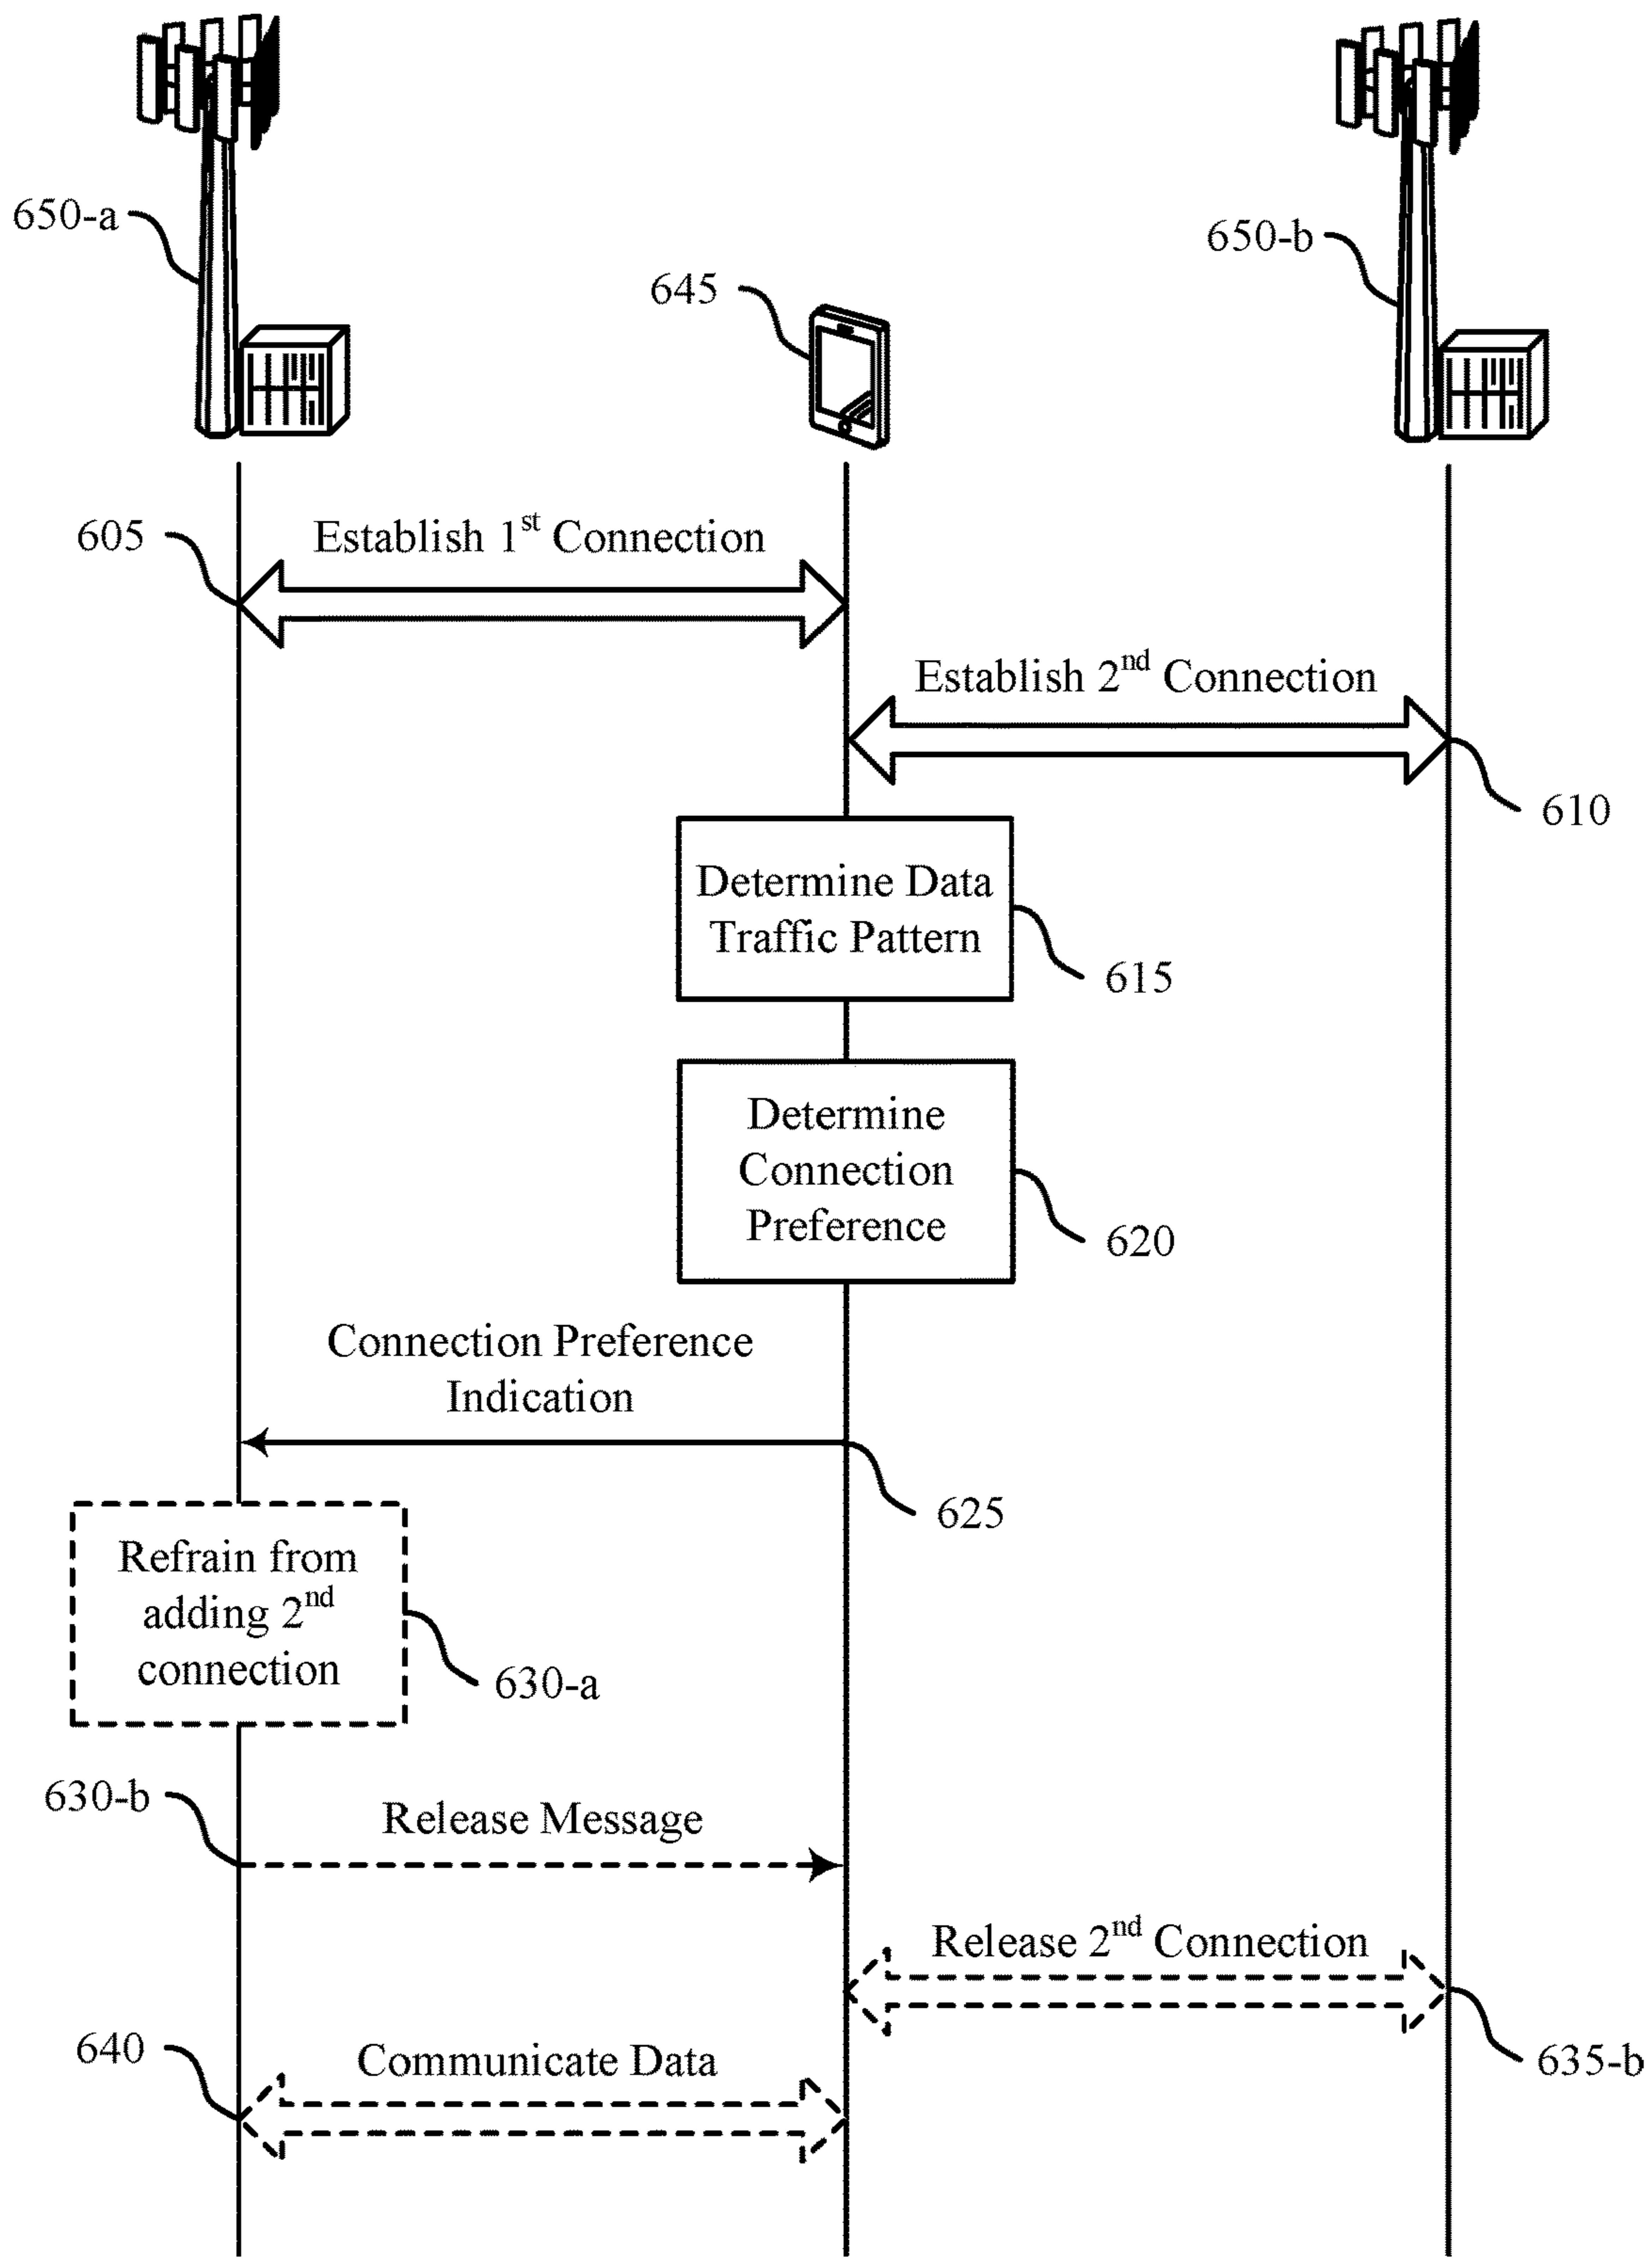 650-a
650-b
645
605
Establish 1st Connection
Establish 2nd Connection
610
Determine Data
Traffic Pattern
615
Determine
Connection
Preference
620
Connection Preference
Indication
625
Refrain from
adding 2nd
connection
630-a
630-b
Release Message
Release 2nd Connection
640
Communicate Data
635-b